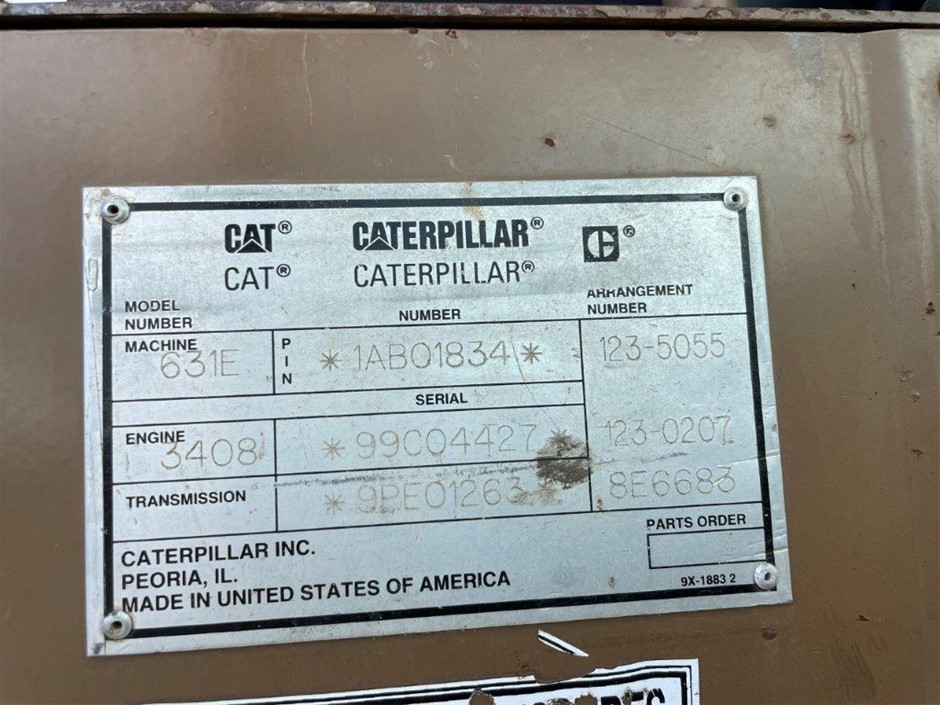 CAT® CATERPILLAR® C®
CAT® CATERPILLAR®
MODEL NUMBER NUMBER ARRANGEMENT NUMBER
MACHINE 631E PIN *1AB01834* 123-5055
SERIAL
ENGINE 3408 *99C04427* 123-0207
TRANSMISSION *9PE01263 8E6683
PARTS ORDER
CATERPILLAR INC.
PEORIA, IL.
MADE IN UNITED STATES OF AMERICA
9X-1883 2